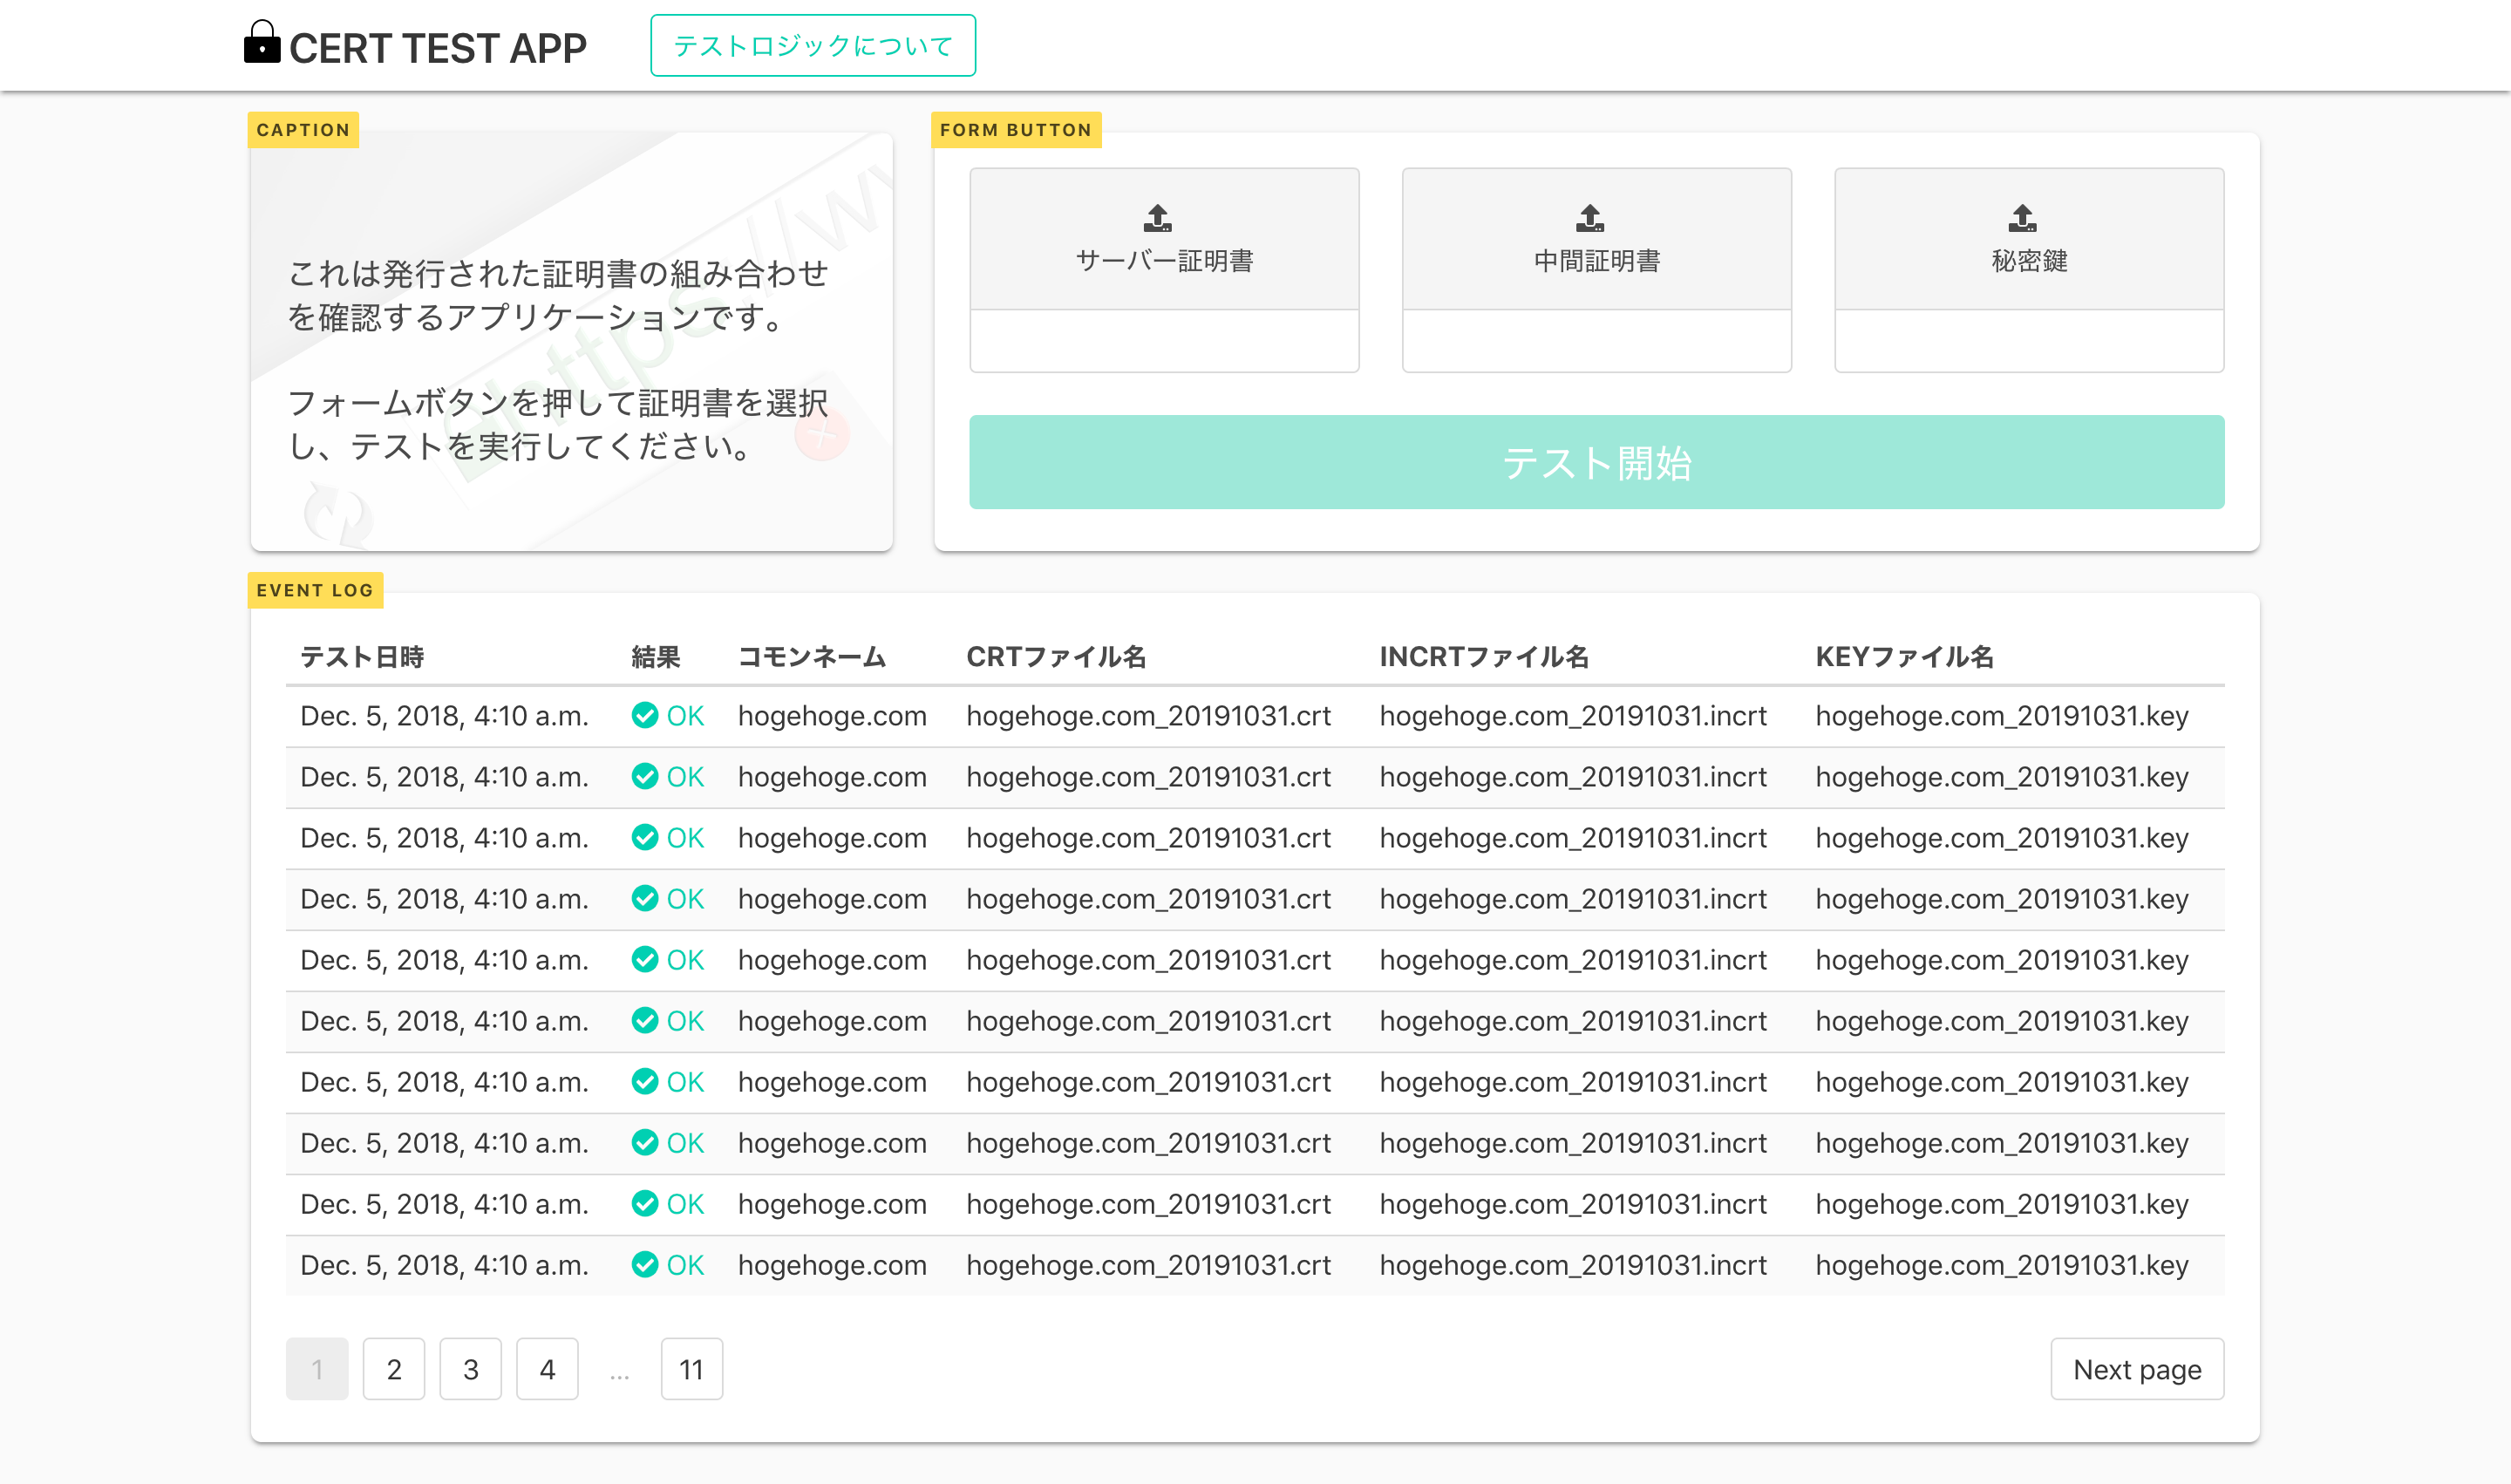 CERT TEST APP テストロジックについて
CAPTION
これは発行された証明書の組み合わせ
を確認するアプリケーションです。
フォームボタンを押して証明書を選択
し、テストを実行してください。
https://w
FORM BUTTON
サーバー証明書 中間証明書 秘密鍵
テスト開始
EVENT LOG
テスト日時 結果 コモンネーム CRTファイル名 INCRTファイル名 KEYファイル名
Dec. 5, 2018, 4:10 a.m. OK hogehoge.com hogehoge.com_20191031.crt hogehoge.com_20191031.incrt hogehoge.com_20191031.key
Dec. 5, 2018, 4:10 a.m. OK hogehoge.com hogehoge.com_20191031.crt hogehoge.com_20191031.incrt hogehoge.com_20191031.key
Dec. 5, 2018, 4:10 a.m. OK hogehoge.com hogehoge.com_20191031.crt hogehoge.com_20191031.incrt hogehoge.com_20191031.key
Dec. 5, 2018, 4:10 a.m. OK hogehoge.com hogehoge.com_20191031.crt hogehoge.com_20191031.incrt hogehoge.com_20191031.key
Dec. 5, 2018, 4:10 a.m. OK hogehoge.com hogehoge.com_20191031.crt hogehoge.com_20191031.incrt hogehoge.com_20191031.key
Dec. 5, 2018, 4:10 a.m. OK hogehoge.com hogehoge.com_20191031.crt hogehoge.com_20191031.incrt hogehoge.com_20191031.key
Dec. 5, 2018, 4:10 a.m. OK hogehoge.com hogehoge.com_20191031.crt hogehoge.com_20191031.incrt hogehoge.com_20191031.key
Dec. 5, 2018, 4:10 a.m. OK hogehoge.com hogehoge.com_20191031.crt hogehoge.com_20191031.incrt hogehoge.com_20191031.key
Dec. 5, 2018, 4:10 a.m. OK hogehoge.com hogehoge.com_20191031.crt hogehoge.com_20191031.incrt hogehoge.com_20191031.key
Dec. 5, 2018, 4:10 a.m. OK hogehoge.com hogehoge.com_20191031.crt hogehoge.com_20191031.incrt hogehoge.com_20191031.key
1 2 3 4 … 11 Next page